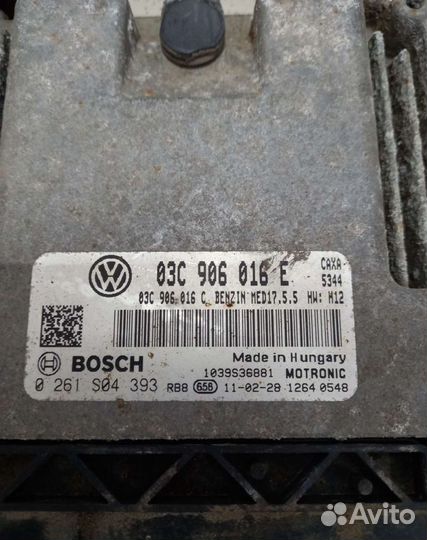 03C 906 016 E
CAXA
5344
03C 906 016 C BENZIN MED17.5.5 HW: H12
BOSCH
Made in Hungary
1039S36881 MOTRONIC
0 261 S04 393 RB8 658 11-02-28 1264 0548
Avito